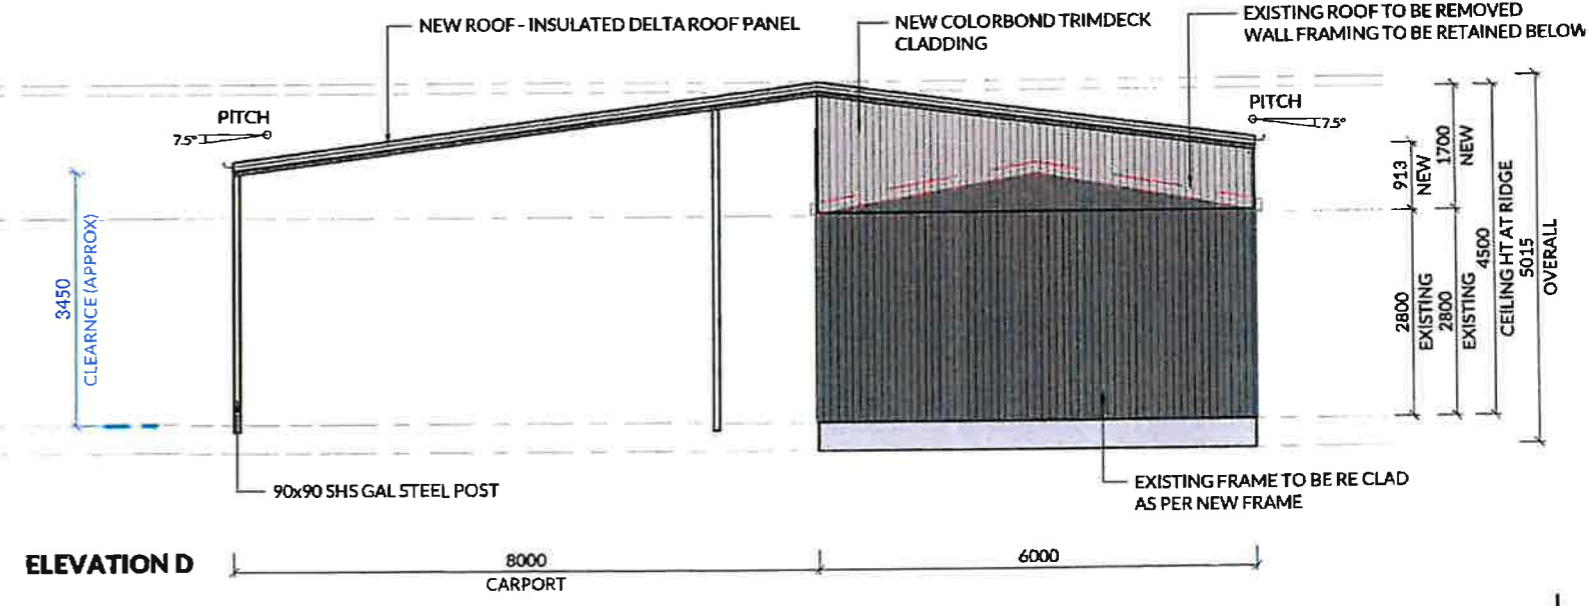 NEW ROOF - INSULATED DELTA ROOF PANEL
NEW COLORBOND TRIMDECK
CLADDING
EXISTING ROOF TO BE REMOVED
WALL FRAMING TO BE RETAINED BELOW
PITCH
7.5°
PITCH
7.5°
3450
CLEARNCE (APPROX)
913
NEW
1700
NEW
2800
EXISTING
2800
EXISTING
4500
CEILING HT AT RIDGE
5015
OVERALL
90x90 SHS GAL STEEL POST
EXISTING FRAME TO BE RE CLAD
AS PER NEW FRAME
ELEVATION D
8000
CARPORT
6000